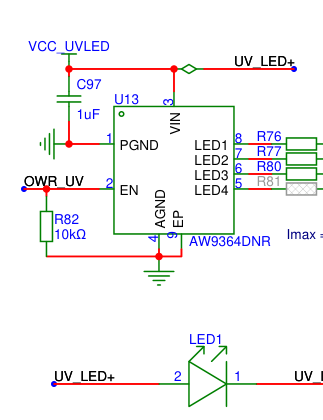 VCC_UVLED
UV_LED+
C97
1uF
U13
3
VIN
1
PGND
LED1
8
R76
LED2
7
R77
LED3
6
R80
LED4
5
R81
OWR_UV
2
EN
R82
10kΩ
AGND
EP
4
9
AW9364DNR
Imax =
LED1
UV_LED+
2
1